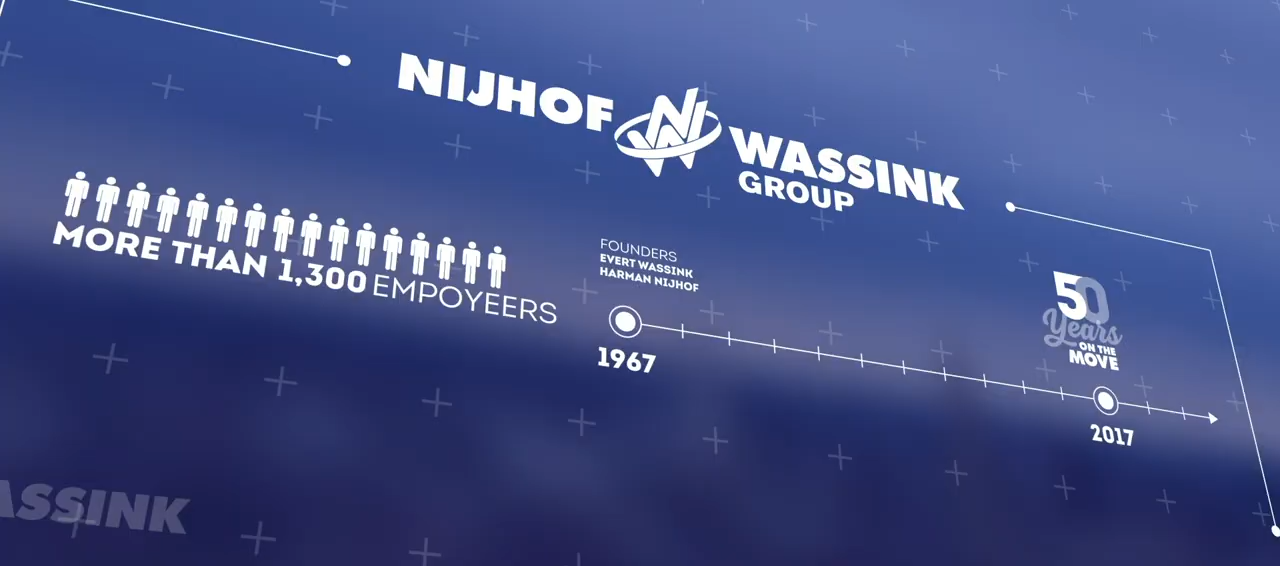 NIJHOF WASSINK
GROUP
MORE THAN 1,300 EMPOYEERS
FOUNDERS
EVERT WASSINK
HARMAN NIJHOF
1967
50
Years
ON THE
MOVE
2017
ASSINK